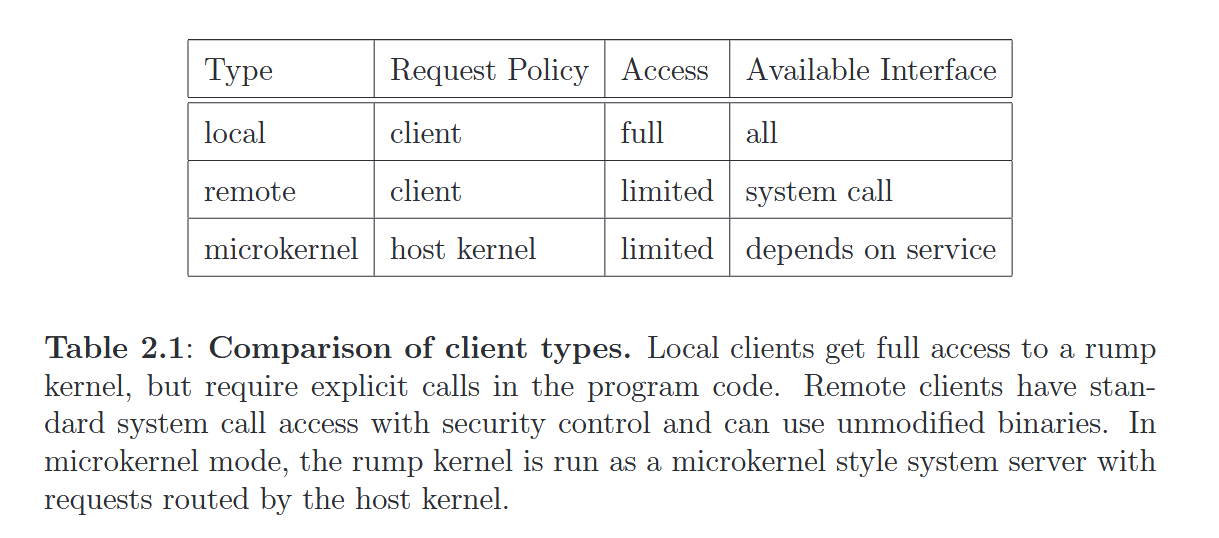 Type Request Policy Access Available Interface
local client full all
remote client limited system call
microkernel host kernel limited depends on service
Table 2.1: Comparison of client types. Local clients get full access to a rump
kernel, but require explicit calls in the program code. Remote clients have stan-
dard system call access with security control and can use unmodified binaries. In
microkernel mode, the rump kernel is run as a microkernel style system server with
requests routed by the host kernel.